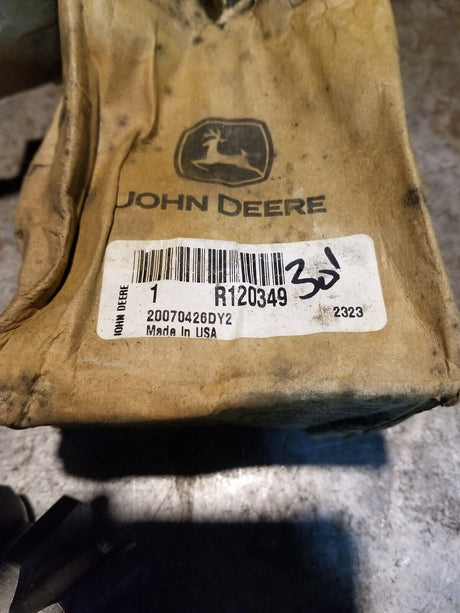 JOHN DEERE
1 R120349 30'
20070426DY2 2323
Made In USA
JOHN DEERE